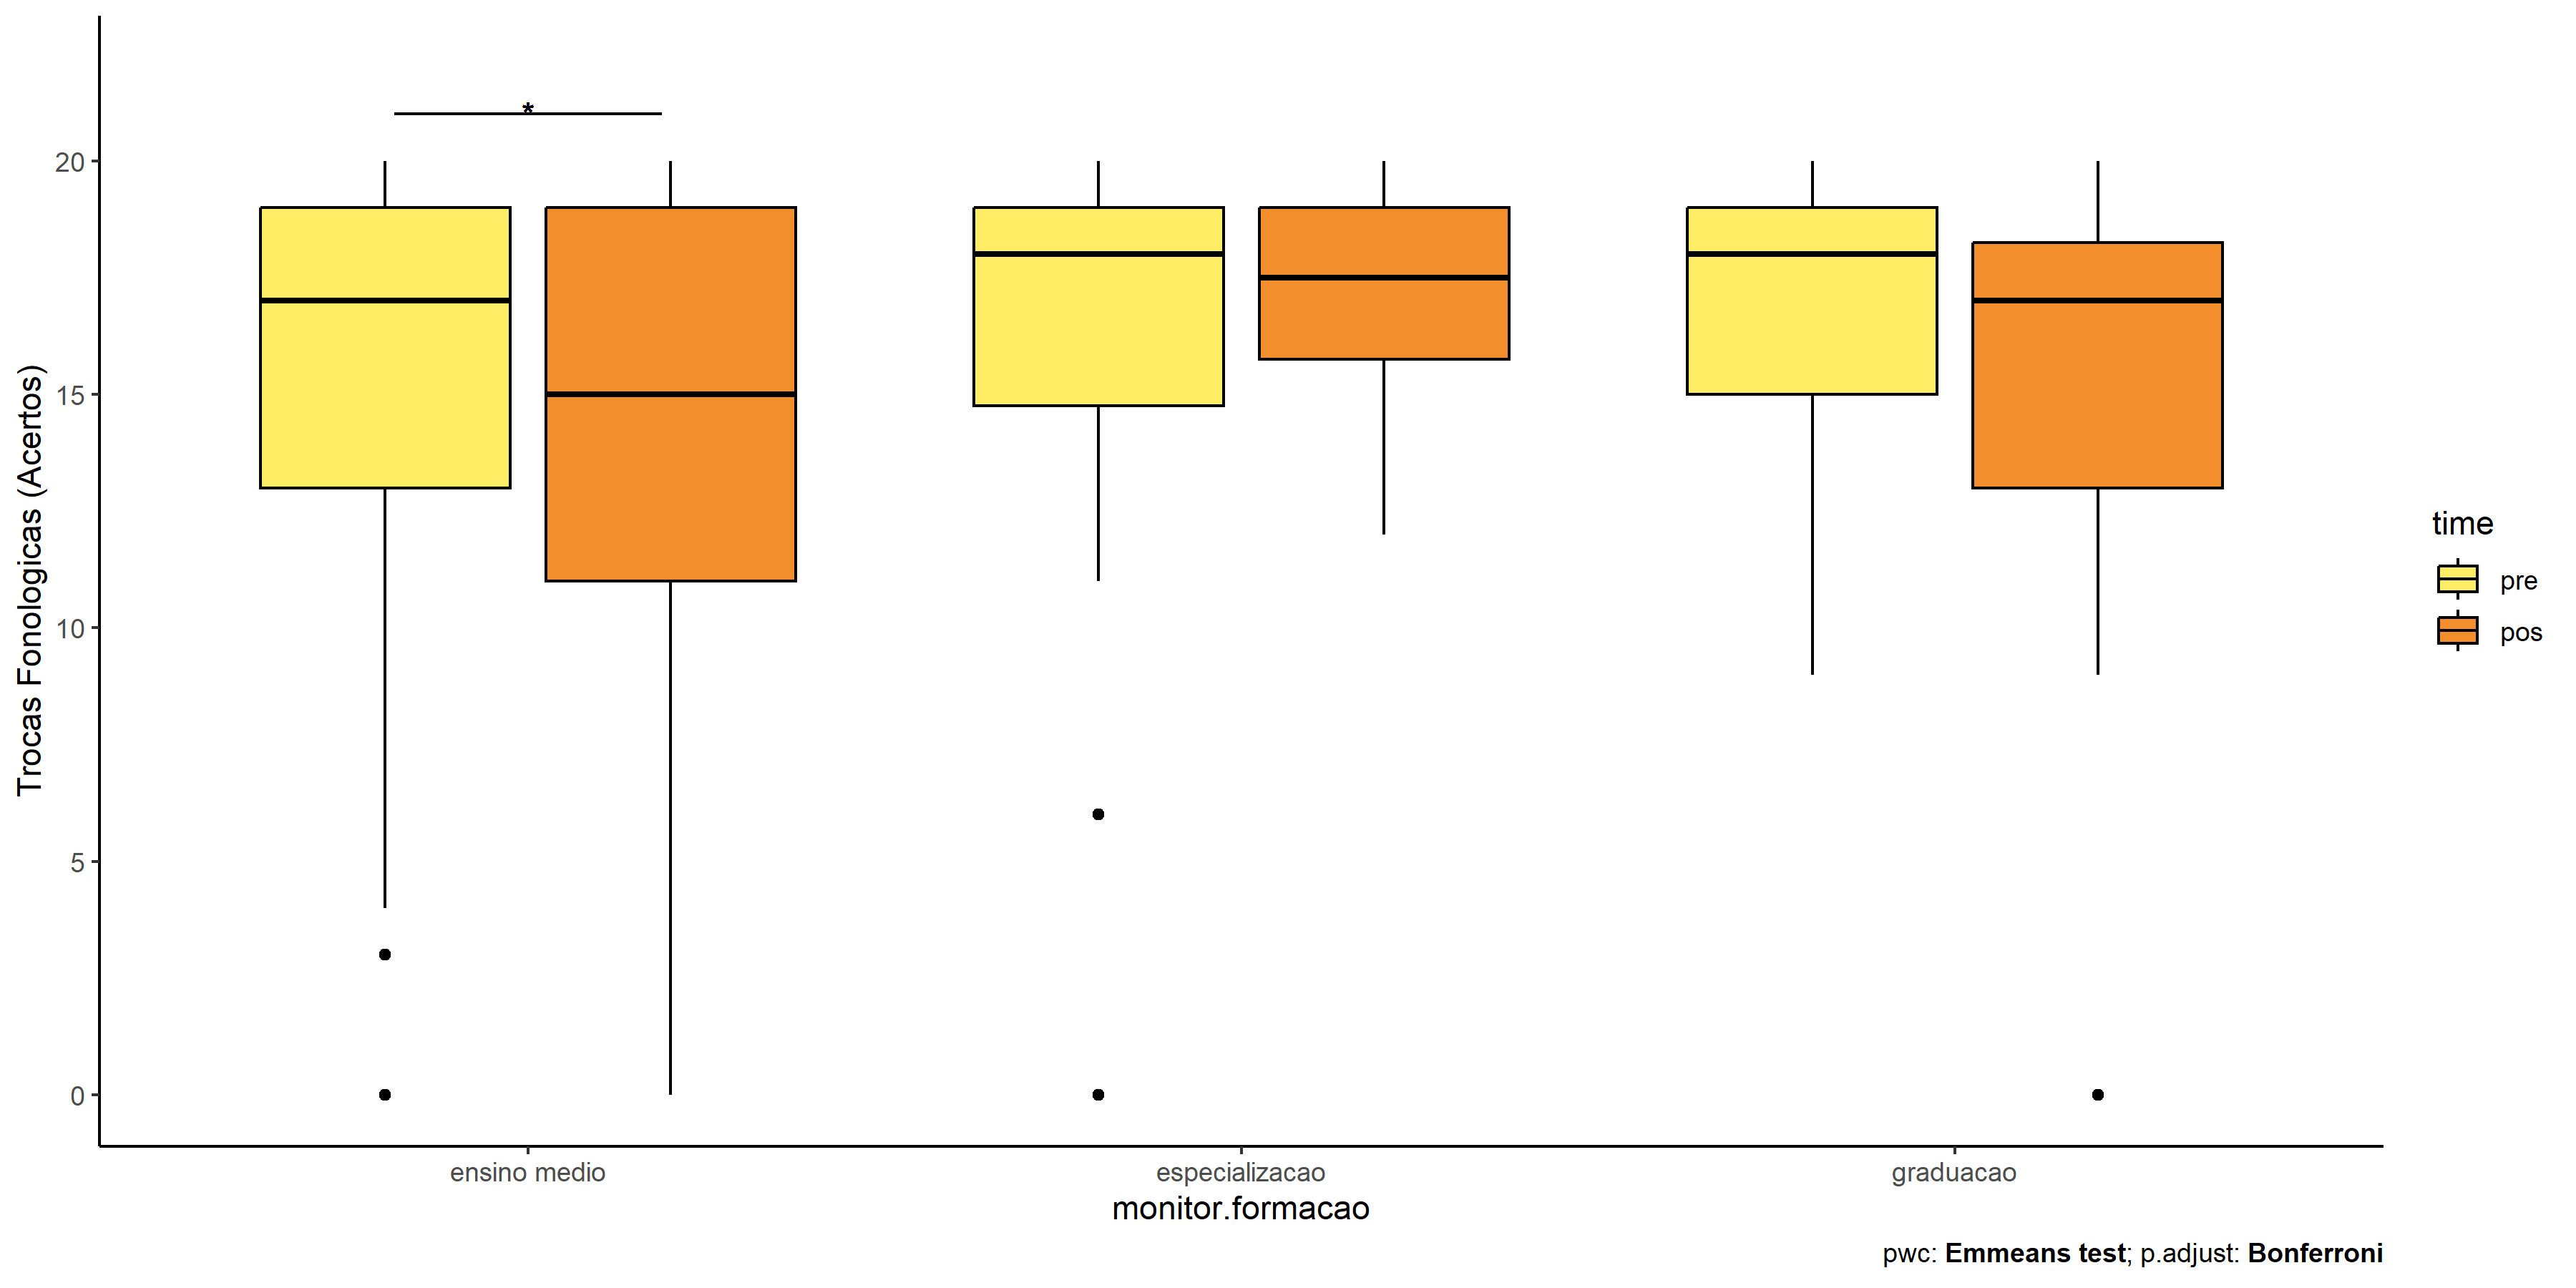 *
Trocas Fonologicas (Acertos)
20
15
10
5
0
ensino medio
especializacao
graduacao
monitor.formacao
time
pre
pos
pwc: Emmeans test; p.adjust: Bonferroni